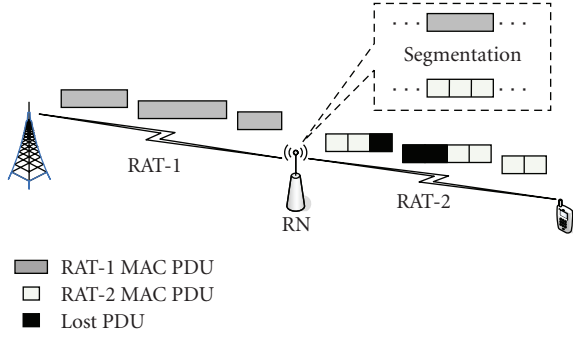 ... ...
Segmentation
... ...
RAT-1
RAT-2
RN
RAT-1 MAC PDU
RAT-2 MAC PDU
Lost PDU